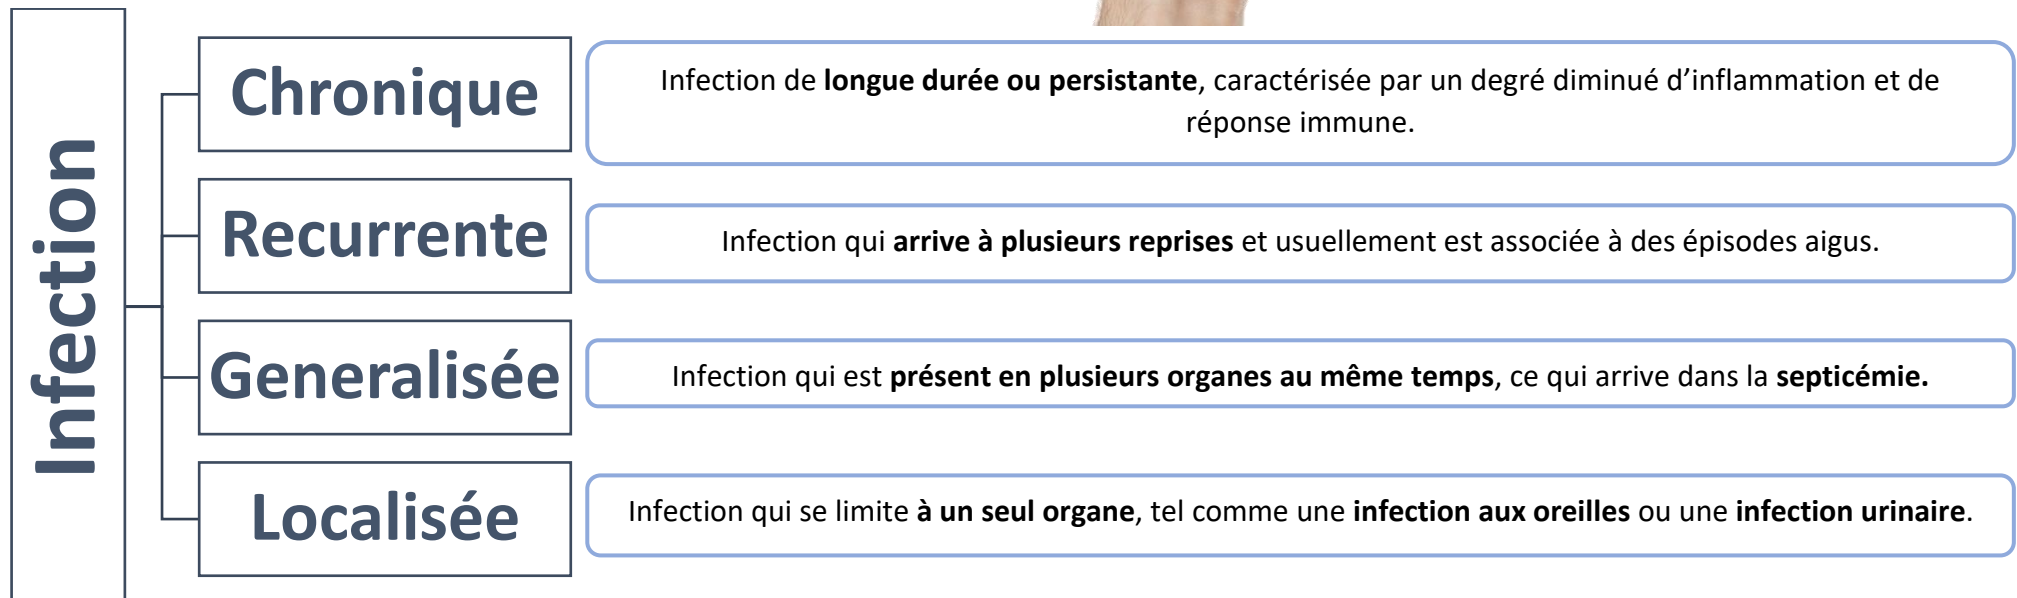 Infection
Chronique
Infection de longue durée ou persistante, caractérisée par un degré diminué d’inflammation et de
réponse immune.
Recurrente
Infection qui arrive à plusieurs reprises et usuellement est associée à des épisodes aigus.
Generalisée
Infection qui est présent en plusieurs organes au même temps, ce qui arrive dans la septicémie.
Localisée
Infection qui se limite à un seul organe, tel comme une infection aux oreilles ou une infection urinaire.